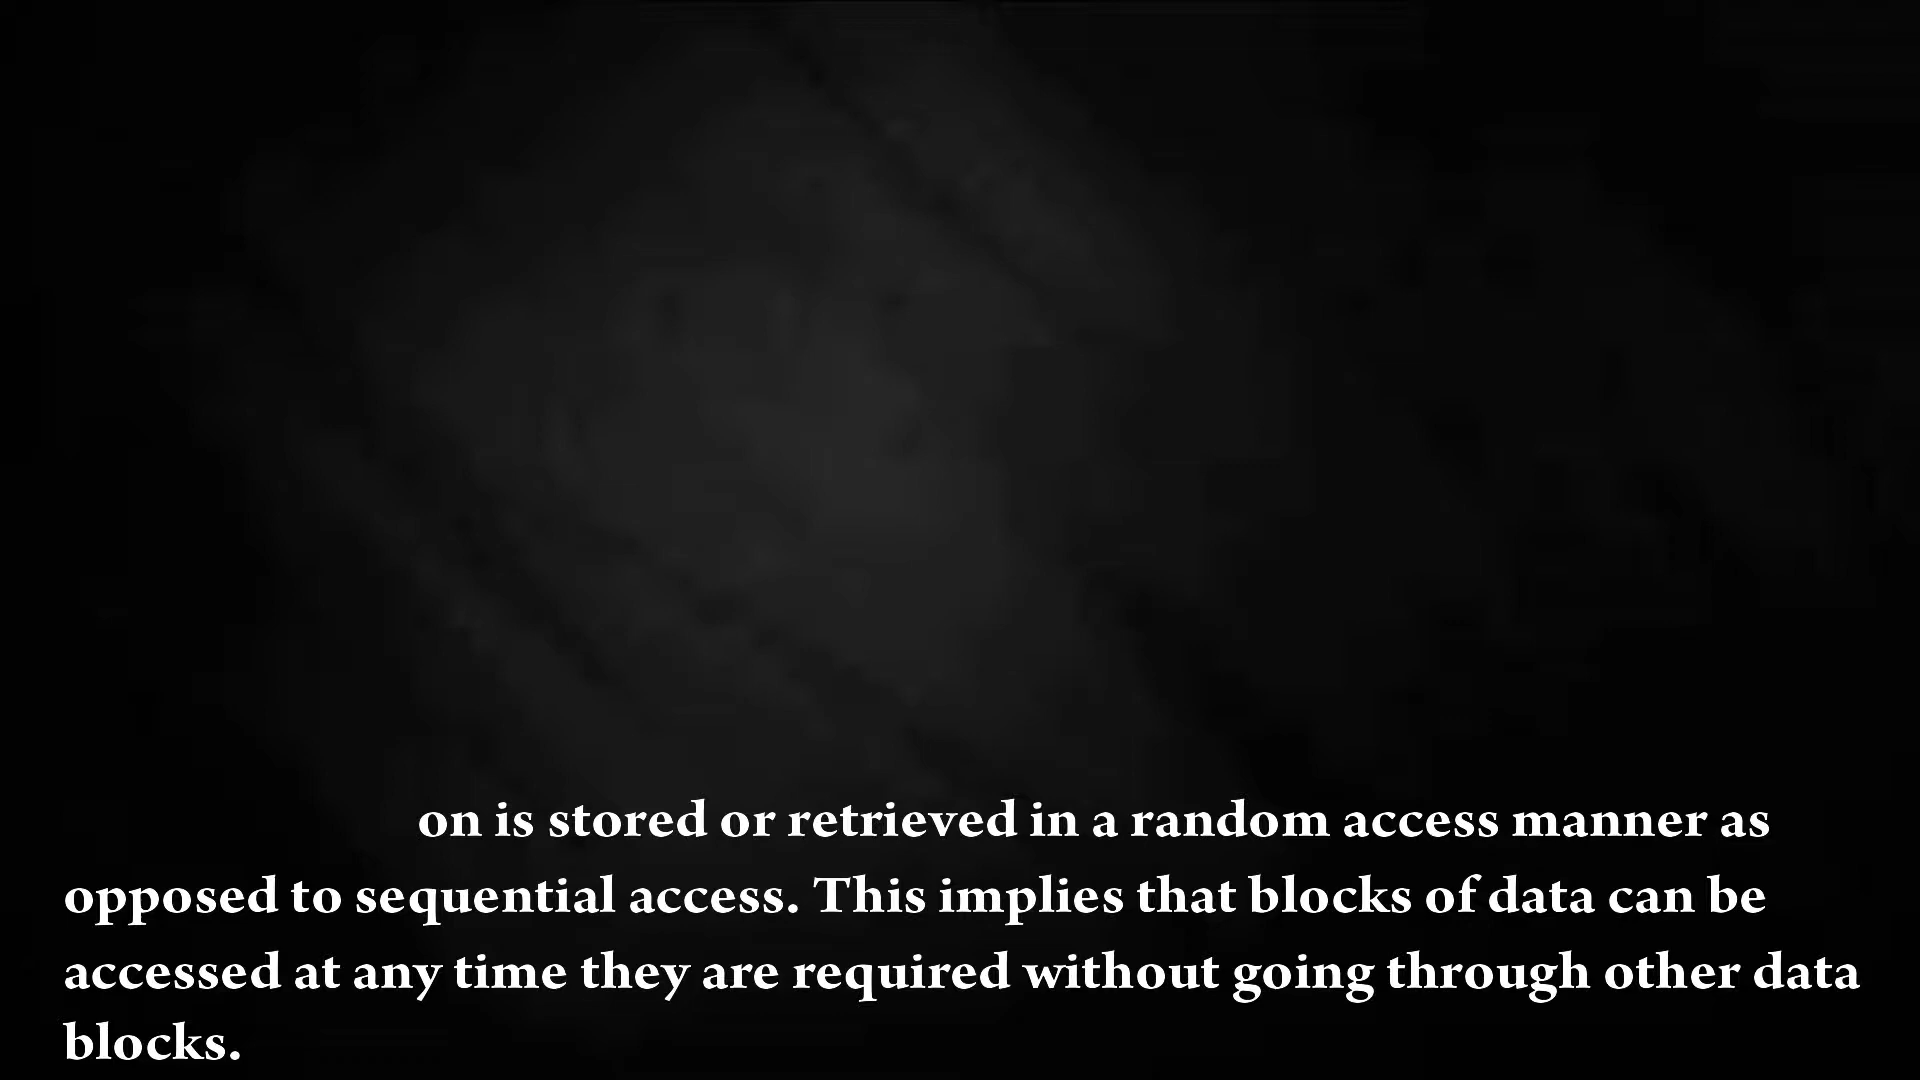 on is stored or retrieved in a random access manner as
opposed to sequential access. This implies that blocks of data can be
accessed at any time they are required without going through other data
blocks.